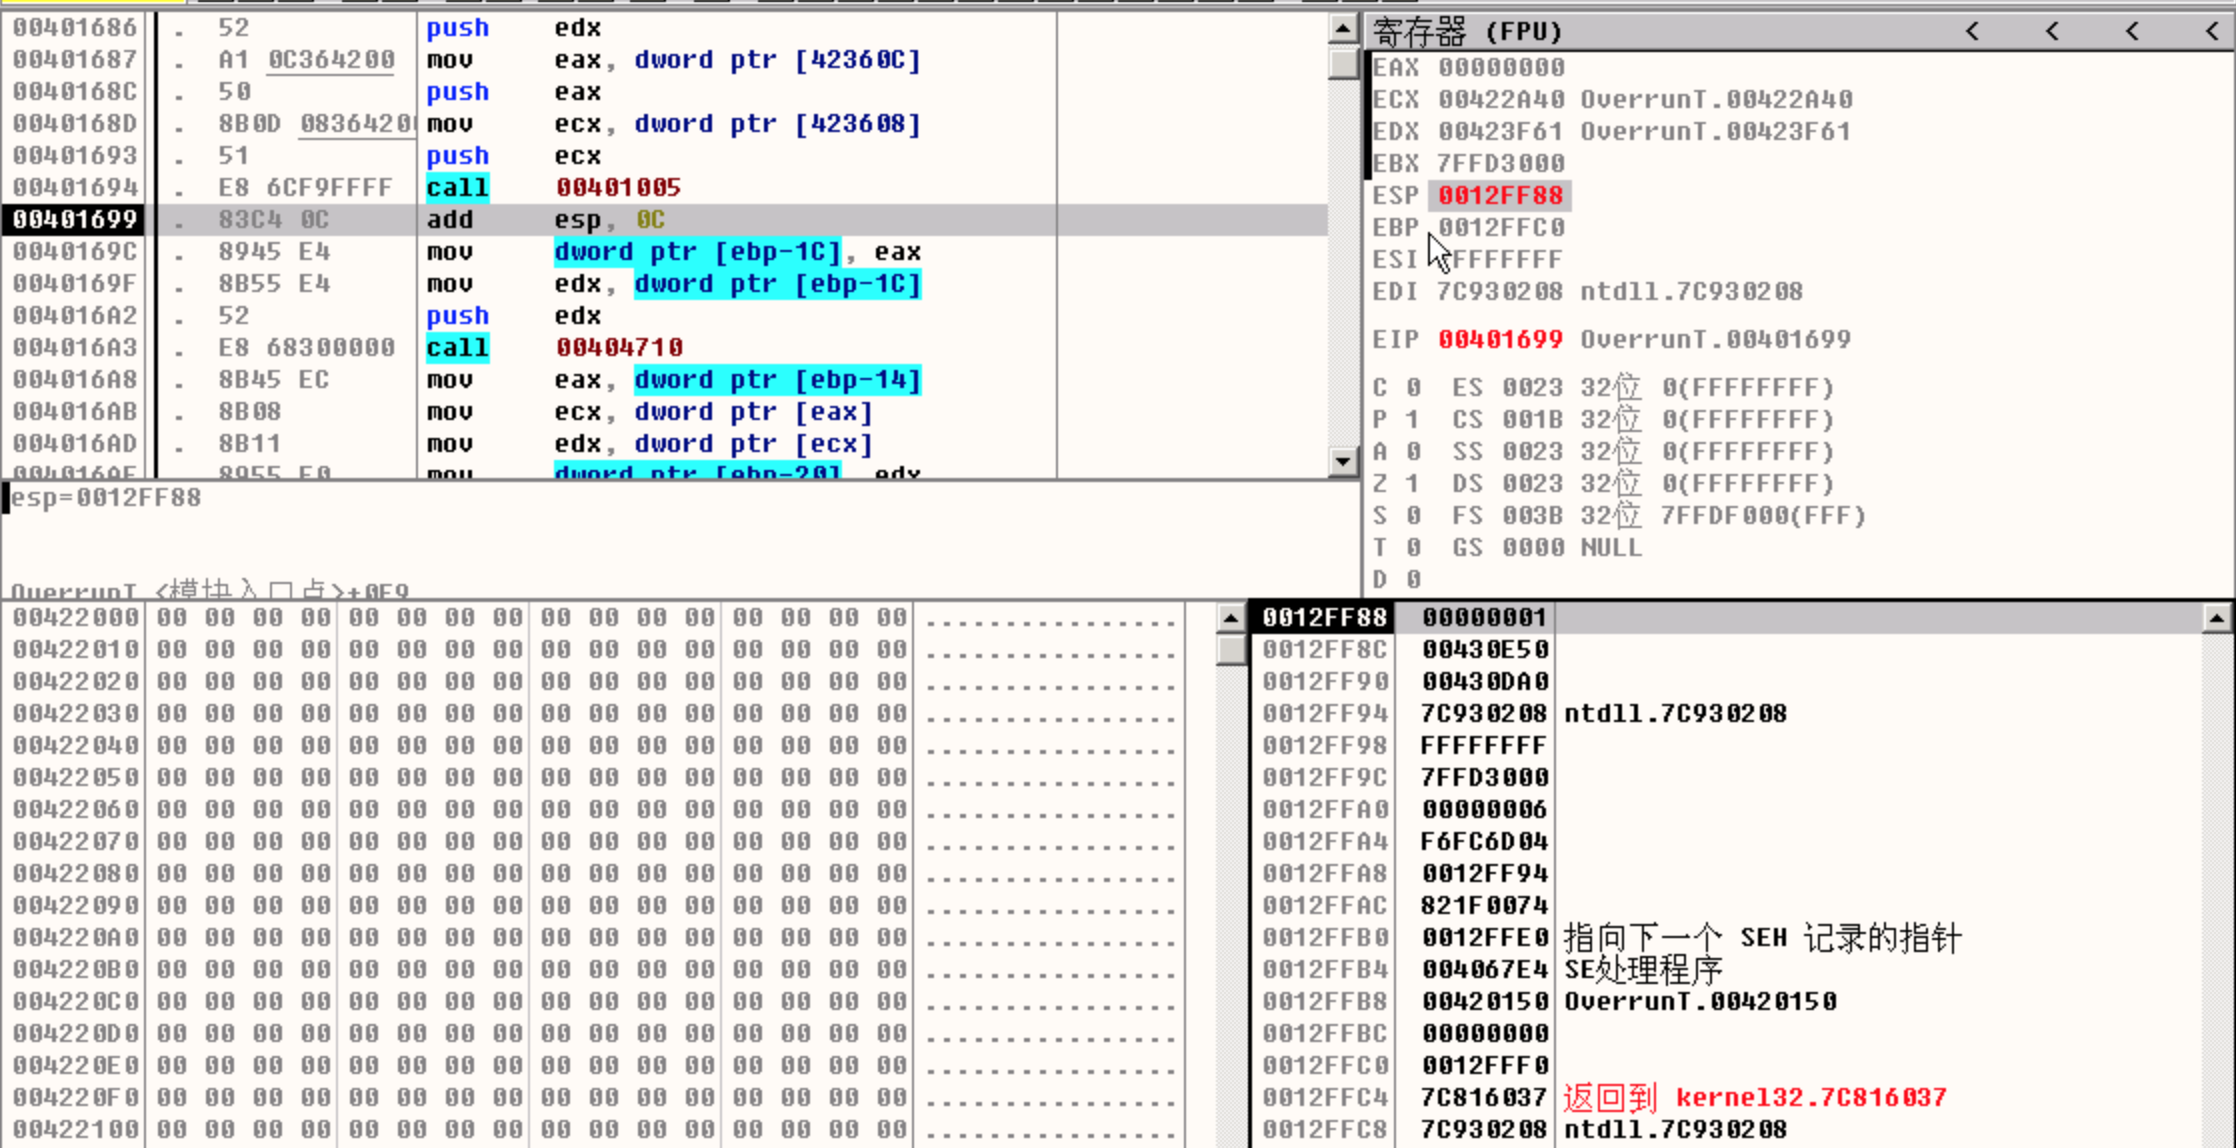 00401686 . 52 push edx
00401687 . A1 0C364200 mov eax, dword ptr [42360C]
0040168C . 50 push eax
0040168D . 8B0D 0836420 mov ecx, dword ptr [423608]
00401693 . 51 push ecx
00401694 . E8 6CF9FFFF call 00401005
00401699 . 83C4 0C add esp, 0C
0040169C . 8945 E4 mov dword ptr [ebp-1C], eax
0040169F . 8B55 E4 mov edx, dword ptr [ebp-1C]
004016A2 . 52 push edx
004016A3 . E8 68300000 call 00404710
004016A8 . 8B45 EC mov eax, dword ptr [ebp-14]
004016AB . 8B08 mov ecx, dword ptr [eax]
004016AD . 8B11 mov edx, dword ptr [ecx]
004016AF . 8955 E0 mov dword ptr [ebp-20], edx
esp=0012FF88
OverrunT <模块入口点>+0E9
寄存器 (FPU) < < < <
EAX 00000000
ECX 00422A40 OverrunT.00422A40
EDX 00423F61 OverrunT.00423F61
EBX 7FFD3000
ESP 0012FF88
EBP 0012FFC0
ESI FFFFFFF
EDI 7C930208 ntdll.7C930208
EIP 00401699 OverrunT.00401699
C 0 ES 0023 32位 0(FFFFFFFF)
P 1 CS 001B 32位 0(FFFFFFFF)
A 0 SS 0023 32位 0(FFFFFFFF)
Z 1 DS 0023 32位 0(FFFFFFFF)
S 0 FS 003B 32位 7FFDF000(FFF)
T 0 GS 0000 NULL
D 0
00422000 00 00 00 00 00 00 00 00 00 00 00 00 00 00 00 00 ................
00422010 00 00 00 00 00 00 00 00 00 00 00 00 00 00 00 00 ................
00422020 00 00 00 00 00 00 00 00 00 00 00 00 00 00 00 00 ................
00422030 00 00 00 00 00 00 00 00 00 00 00 00 00 00 00 00 ................
00422040 00 00 00 00 00 00 00 00 00 00 00 00 00 00 00 00 ................
00422050 00 00 00 00 00 00 00 00 00 00 00 00 00 00 00 00 ................
00422060 00 00 00 00 00 00 00 00 00 00 00 00 00 00 00 00 ................
00422070 00 00 00 00 00 00 00 00 00 00 00 00 00 00 00 00 ................
00422080 00 00 00 00 00 00 00 00 00 00 00 00 00 00 00 00 ................
00422090 00 00 00 00 00 00 00 00 00 00 00 00 00 00 00 00 ................
004220A0 00 00 00 00 00 00 00 00 00 00 00 00 00 00 00 00 ................
004220B0 00 00 00 00 00 00 00 00 00 00 00 00 00 00 00 00 ................
004220C0 00 00 00 00 00 00 00 00 00 00 00 00 00 00 00 00 ................
004220D0 00 00 00 00 00 00 00 00 00 00 00 00 00 00 00 00 ................
004220E0 00 00 00 00 00 00 00 00 00 00 00 00 00 00 00 00 ................
004220F0 00 00 00 00 00 00 00 00 00 00 00 00 00 00 00 00 ................
00422100 00 00 00 00 00 00 00 00 00 00 00 00 00 00 00 00 ................
0012FF88 00000001
0012FF8C 00430E50
0012FF90 00430DA0
0012FF94 7C930208 ntdll.7C930208
0012FF98 FFFFFFFF
0012FF9C 7FFD3000
0012FFA0 00000006
0012FFA4 F6FC6D04
0012FFA8 0012FF94
0012FFAC 821F0074
0012FFB0 0012FFE0 指向下一个 SEH 记录的指针
0012FFB4 004067E4 SE处理程序
0012FFB8 00420150 OverrunT.00420150
0012FFBC 00000000
0012FFC0 0012FFF0
0012FFC4 7C816037 返回到 kernel32.7C816037
0012FFC8 7C930208 ntdll.7C930208